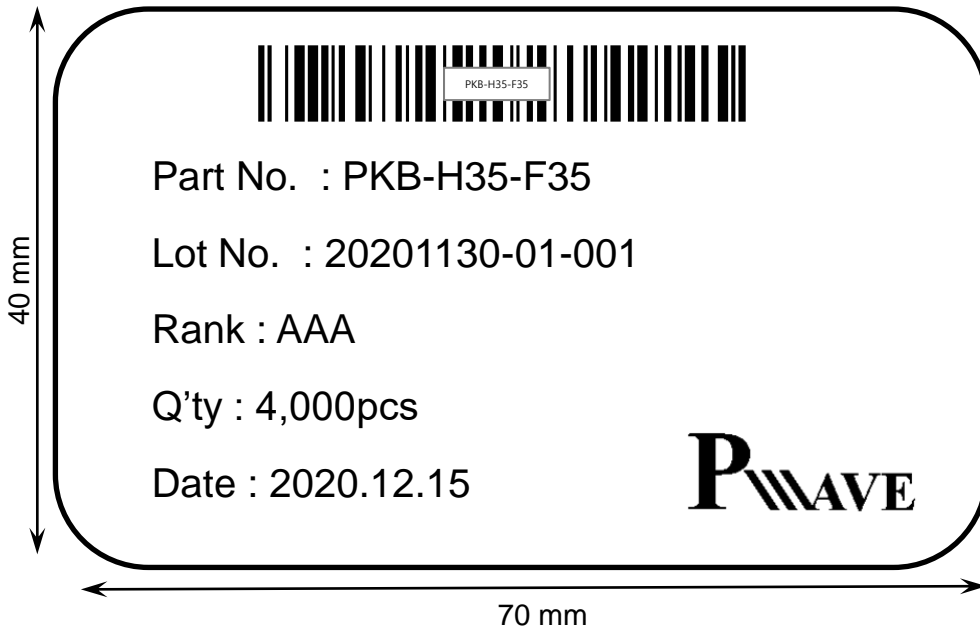 PKB-H35-F35
Part No. : PKB-H35-F35
Lot No. : 20201130-01-001
Rank : AAA
Q’ty : 4,000pcs
Date : 2020.12.15
PWAVE
40 mm
70 mm